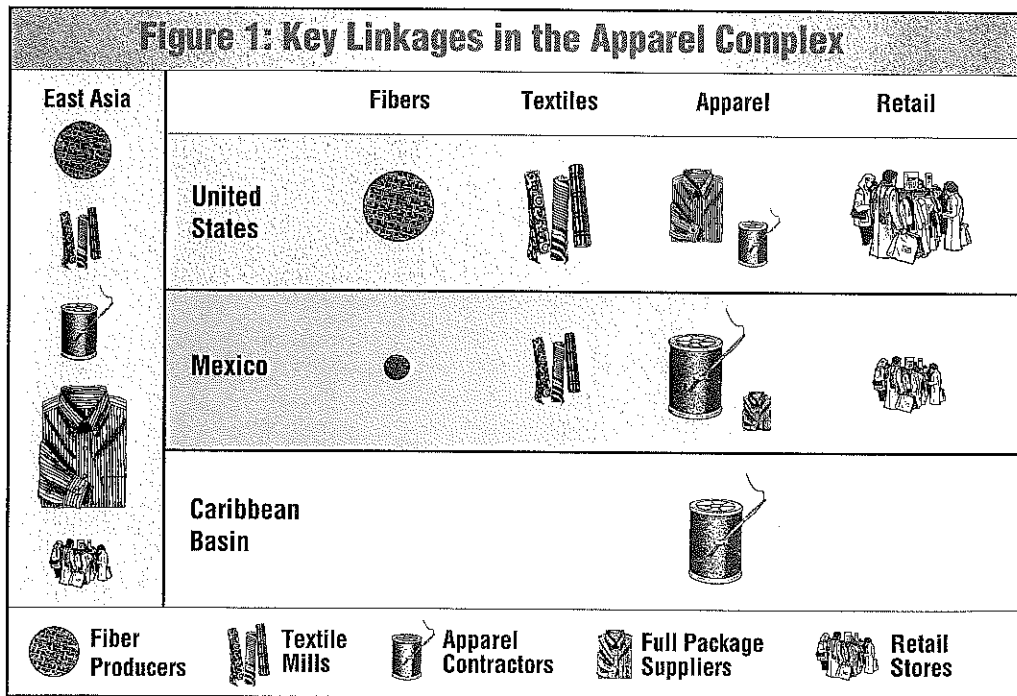 Figure 1: Key Linkages in the Apparel Complex
East Asia
Fibers Textiles Apparel Retail
United
States
Mexico
Caribbean
Basin
Fiber
Producers
Textile
Mills
Apparel
Contractors
Full Package
Suppliers
Retail
Stores